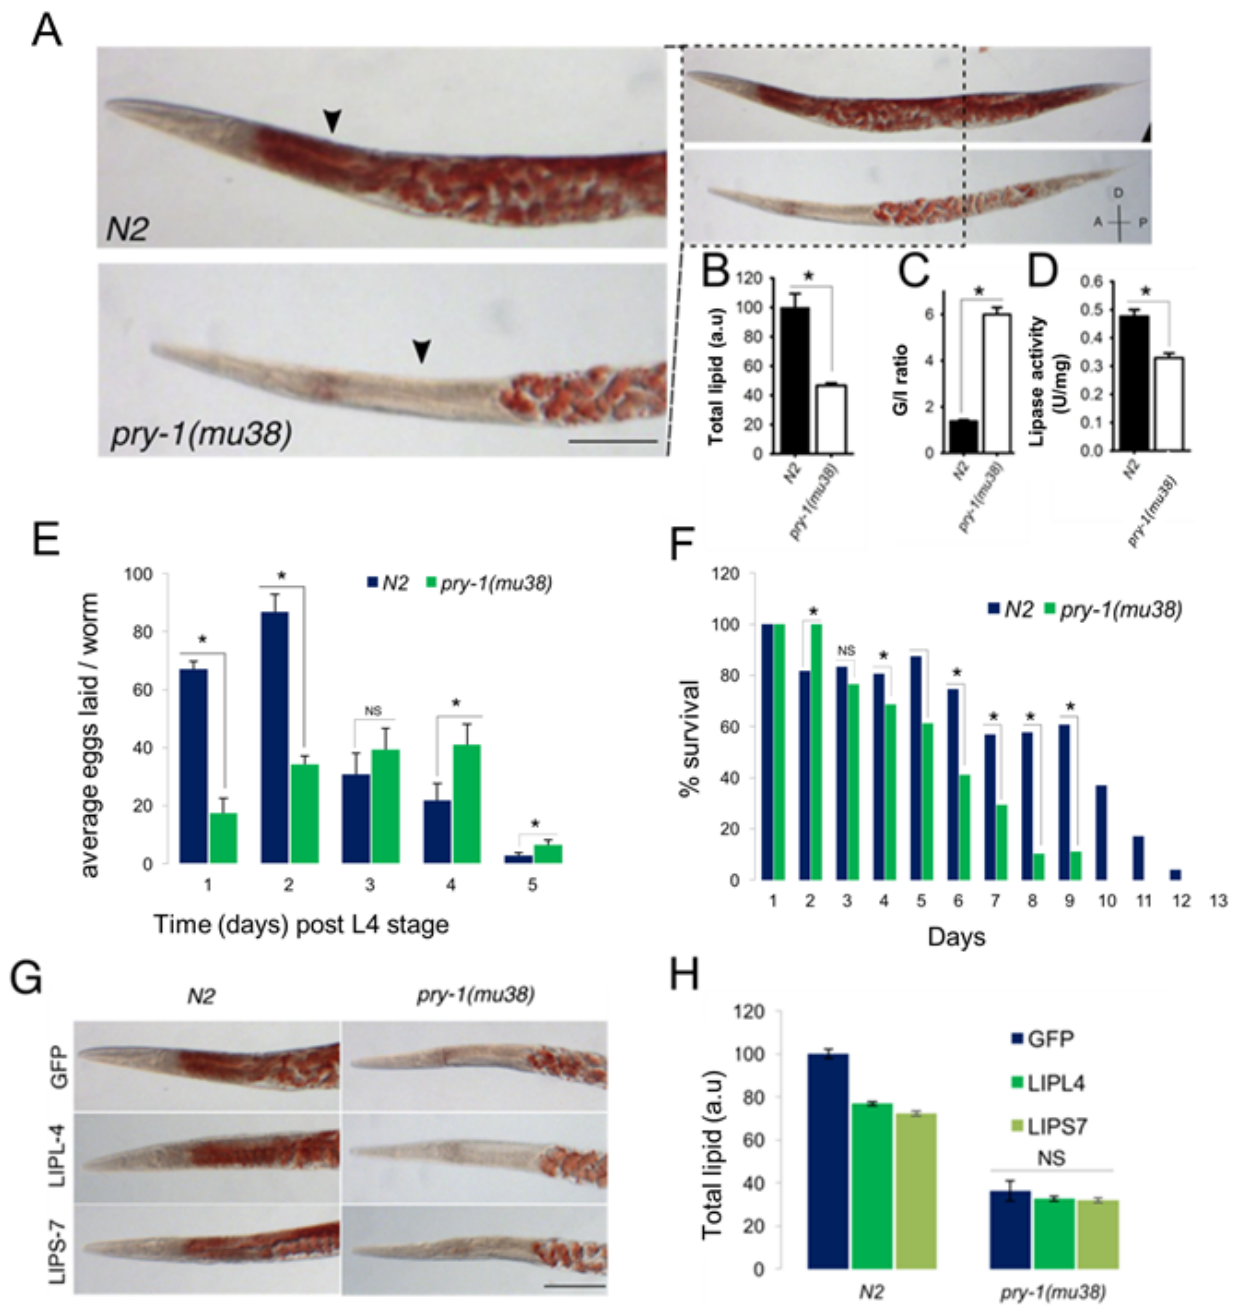 A
N2
pry-1(mu38)
D
A P
B
Total lipid (a.u)
120
100
80
60
40
20
0
N2
pry-1(mu38)
*
C
G/I ratio
6
4
2
0
N2
pry-1(mu38)
*
D
Lipase activity
(U/mg)
0.6
0.5
0.4
0.3
0.2
0.1
0.0
N2
pry-1(mu38)
*
E
average eggs laid / worm
100
80
60
40
20
0
N2 pry-1(mu38)
* * NS * *
1 2 3 4 5
Time (days) post L4 stage
F
% survival
120
100
80
60
40
20
0
N2 pry-1(mu38)
* NS * * * * *
1 2 3 4 5 6 7 8 9 10 11 12 13
Days
G
N2 pry-1(mu38)
GFP
LIPL-4
LIPS-7
H
Total lipid (a.u)
120
100
80
60
40
20
0
GFP
LIPL4
LIPS7
NS
N2 pry-1(mu38)